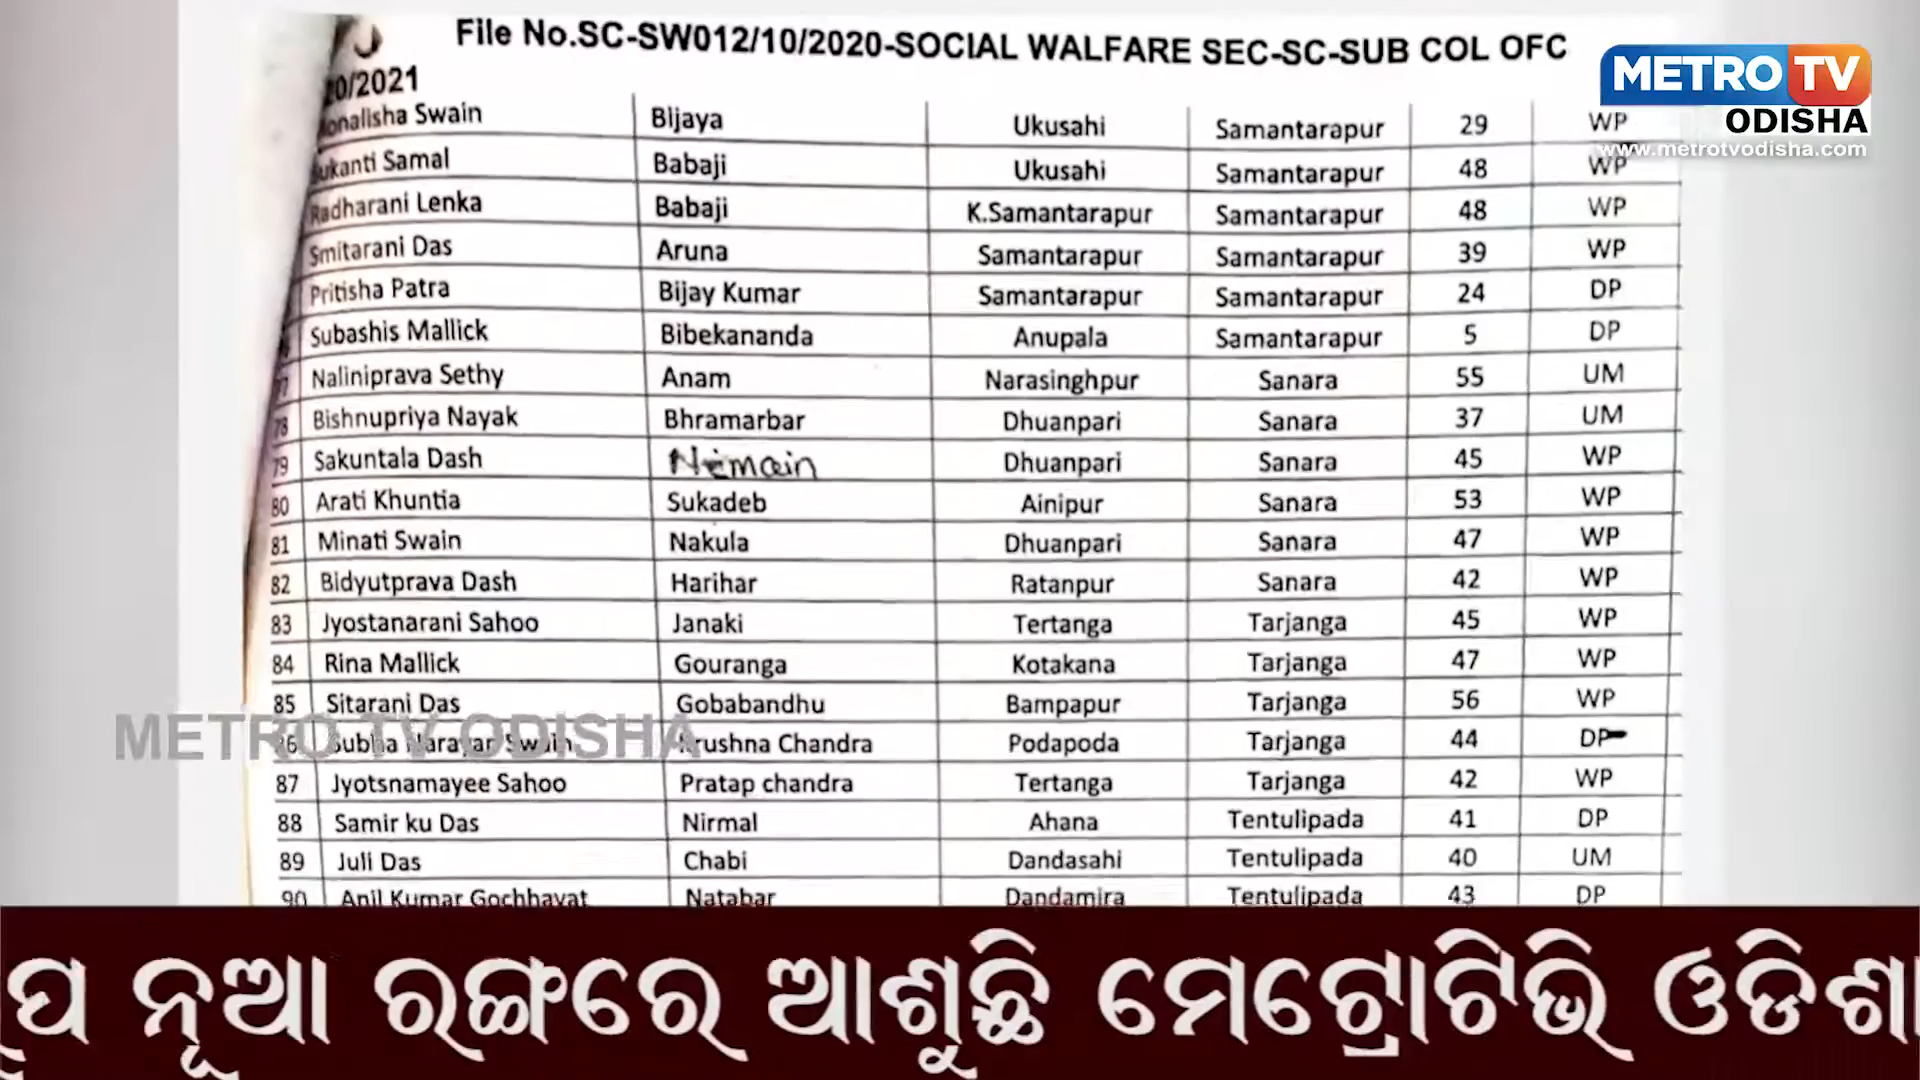 File No.SC-SW012/10/2020-SOCIAL WALFARE SEC-SC-SUB COL OFC
20/2021
METRO TV
ODISHA
www.metrotvodisha.com
onalisha Swain Bijaya Ukusahi Samantarapur 29 WP
ukanti Samal Babaji Ukusahi Samantarapur 48 WP
Radharani Lenka Babaji K.Samantarapur Samantarapur 48 WP
Smitarani Das Aruna Samantarapur Samantarapur 39 WP
Pritisha Patra Bijay Kumar Samantarapur Samantarapur 24 DP
Subashis Mallick Bibekananda Anupala Samantarapur 5 DP
77 Naliniprava Sethy Anam Narasinghpur Sanara 55 UM
78 Bishnupriya Nayak Bhramarbar Dhuanpari Sanara 37 UM
79 Sakuntala Dash Nemain Dhuanpari Sanara 45 WP
80 Arati Khuntia Sukadeb Ainipur Sanara 53 WP
81 Minati Swain Nakula Dhuanpari Sanara 47 WP
82 Bidyutprava Dash Harihar Ratanpur Sanara 42 WP
83 Jyostanarani Sahoo Janaki Tertanga Tarjanga 45 WP
84 Rina Mallick Gouranga Kotakana Tarjanga 47 WP
85 Sitarani Das Gobabandhu Bampapur Tarjanga 56 WP
86 Subha Narayan Swain Krushna Chandra Podapoda Tarjanga 44 DP
METRO TV ODISHA
87 Jyotsnamayee Sahoo Pratap chandra Tertanga Tarjanga 42 WP
88 Samir ku Das Nirmal Ahana Tentulipada 41 DP
89 Juli Das Chabi Dandasahi Tentulipada 40 UM
90 Anil Kumar Gochhayat Natabar Dandamira Tentulipada 43 DP
ନୂଆ ରଙ୍ଗରେ ଆଶୁଛି ମେଟ୍ରୋଟିଭି ଓଡିଶା